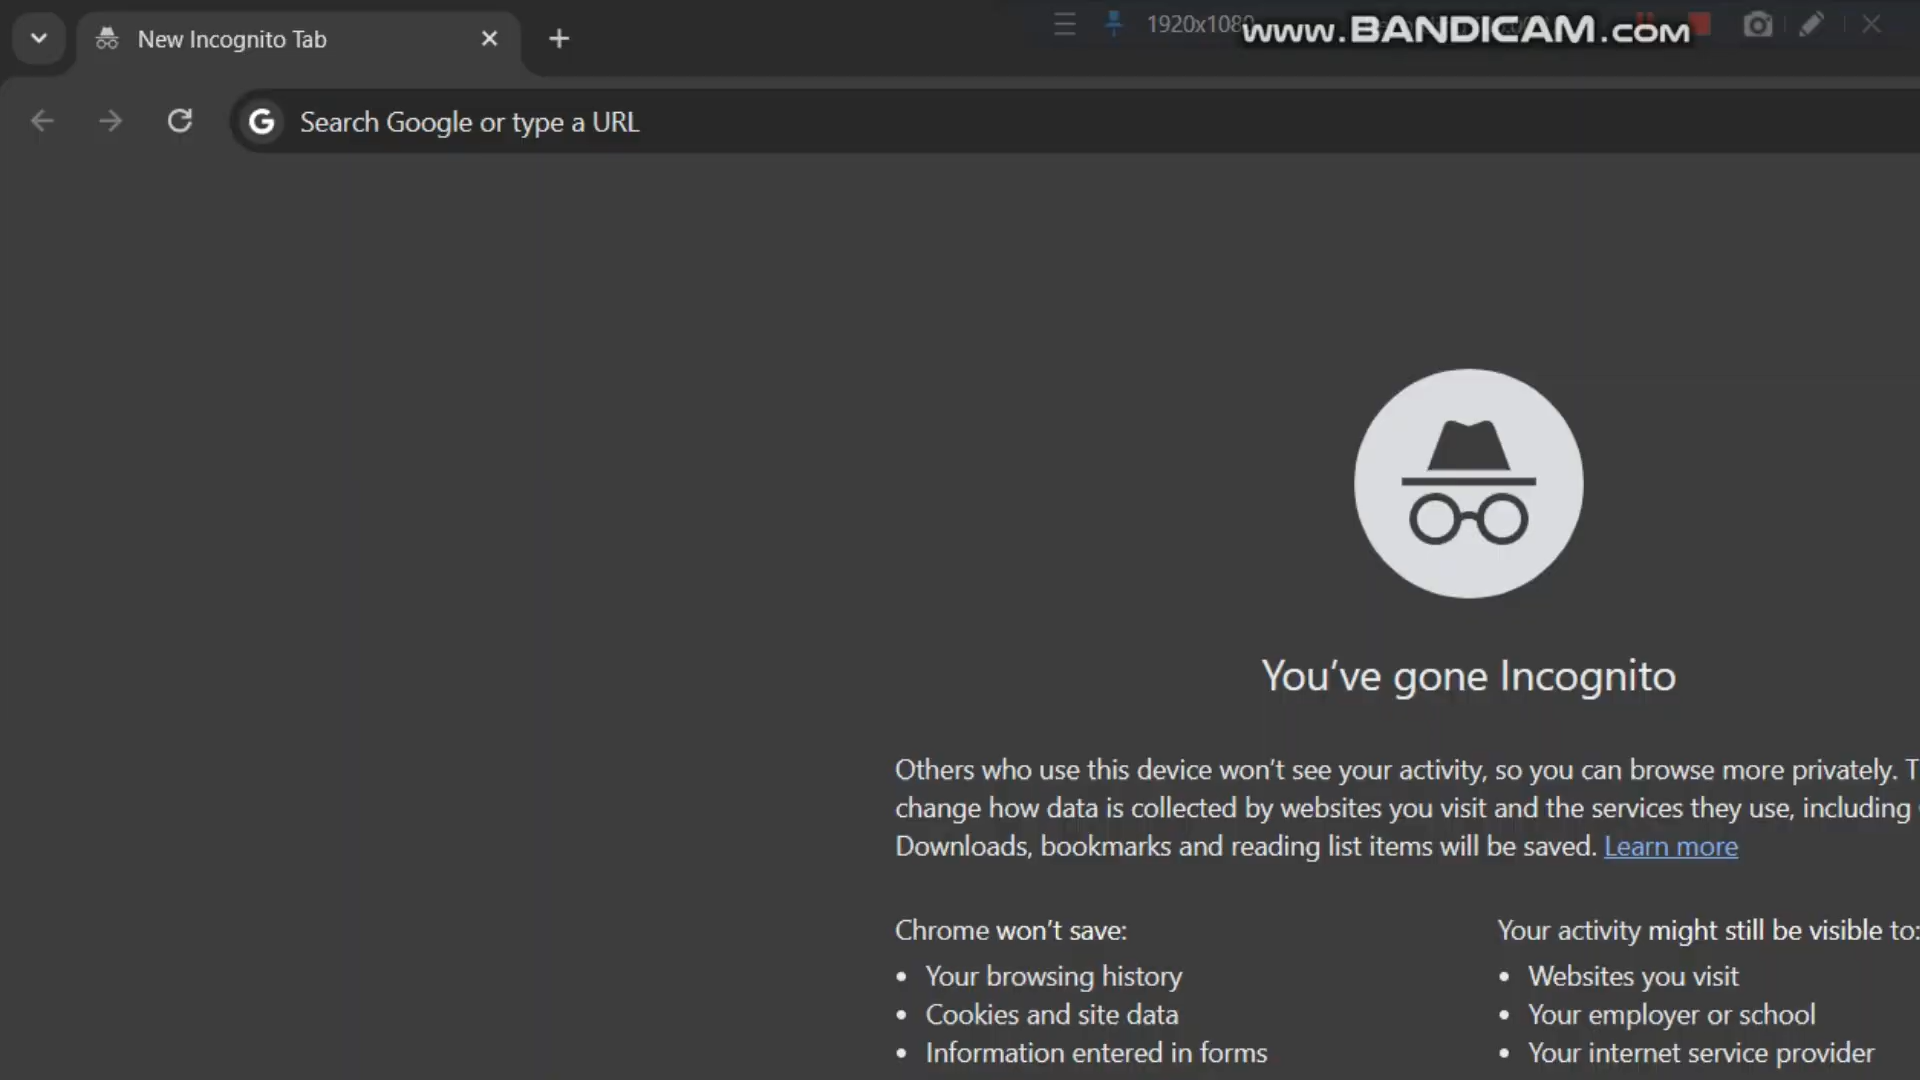 New Incognito Tab
1920x1080
www.BANDICAM.com
Search Google or type a URL
You've gone Incognito
Others who use this device won't see your activity, so you can browse more privately. T
change how data is collected by websites you visit and the services they use, including
Downloads, bookmarks and reading list items will be saved. Learn more
Chrome won't save:
Your browsing history
Cookies and site data
Information entered in forms
Your activity might still be visible to:
Websites you visit
Your employer or school
Your internet service provider